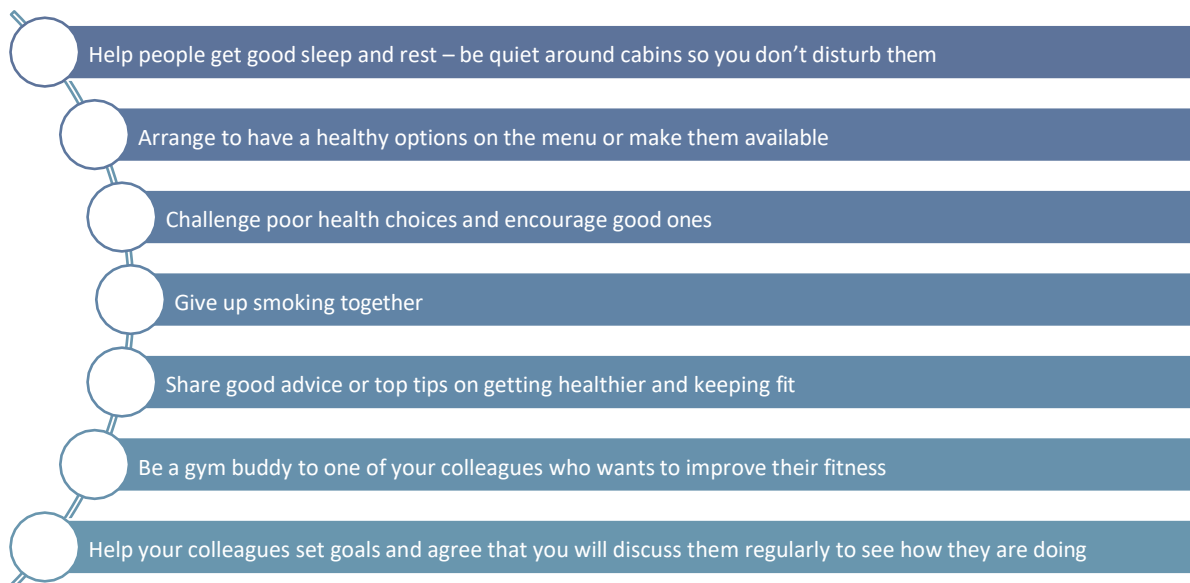 Help people get good sleep and rest – be quiet around cabins so you don’t disturb them
Arrange to have a healthy options on the menu or make them available
Challenge poor health choices and encourage good ones
Give up smoking together
Share good advice or top tips on getting healthier and keeping fit
Be a gym buddy to one of your colleagues who wants to improve their fitness
Help your colleagues set goals and agree that you will discuss them regularly to see how they are doing